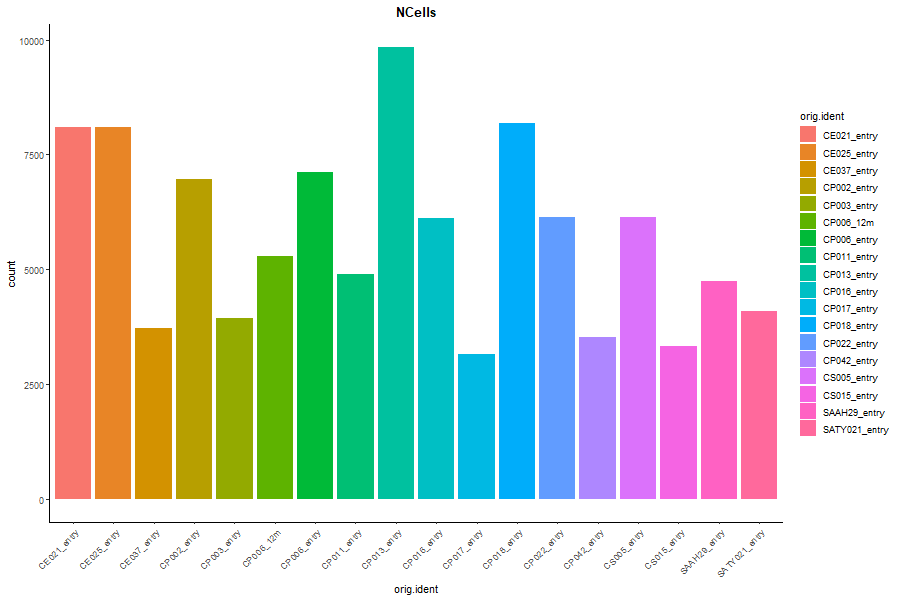 NCells
10000
7500
5000
2500
0
count
CE021_entry
CE025_entry
CE037_entry
CP002_entry
CP003_entry
CP006_12m
CP006_entry
CP011_entry
CP013_entry
CP016_entry
CP017_entry
CP018_entry
CP022_entry
CP042_entry
CS005_entry
CS015_entry
SAAH29_entry
SATY021_entry
orig.ident
orig.ident
CE021_entry
CE025_entry
CE037_entry
CP002_entry
CP003_entry
CP006_12m
CP006_entry
CP011_entry
CP013_entry
CP016_entry
CP017_entry
CP018_entry
CP022_entry
CP042_entry
CS005_entry
CS015_entry
SAAH29_entry
SATY021_entry